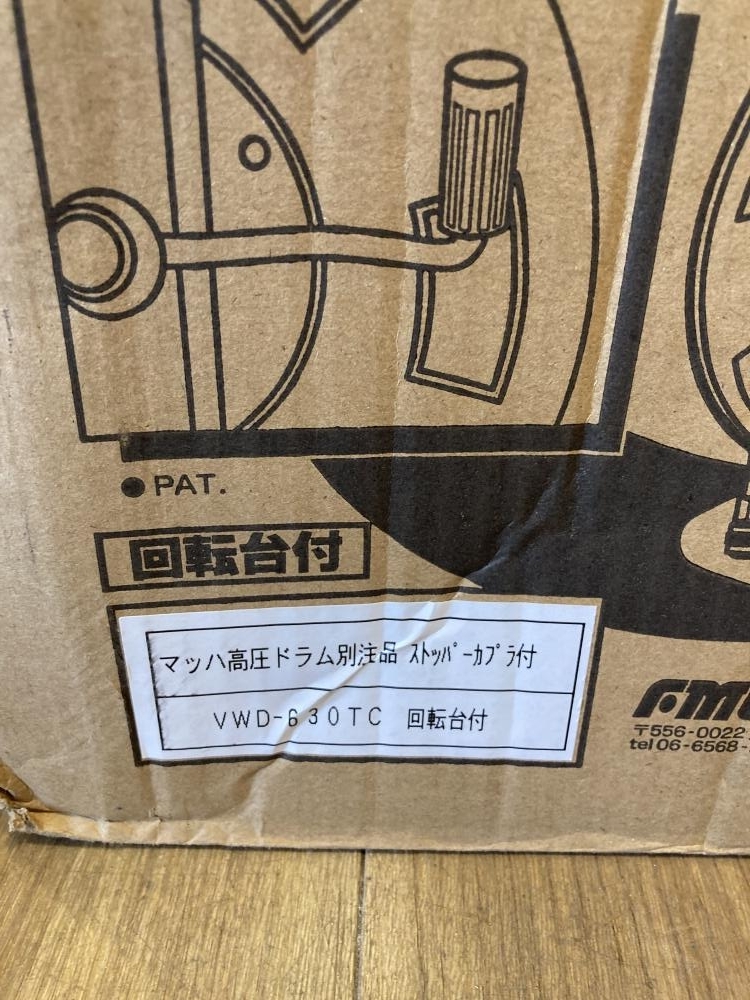 ●PAT.
回転台付
マッハ高圧ドラム別注品 ｽﾄｯﾊﾟｰｶﾌﾟﾗ付
VWD-630TC 回転台付
〒556-0022
tel 06-6568-